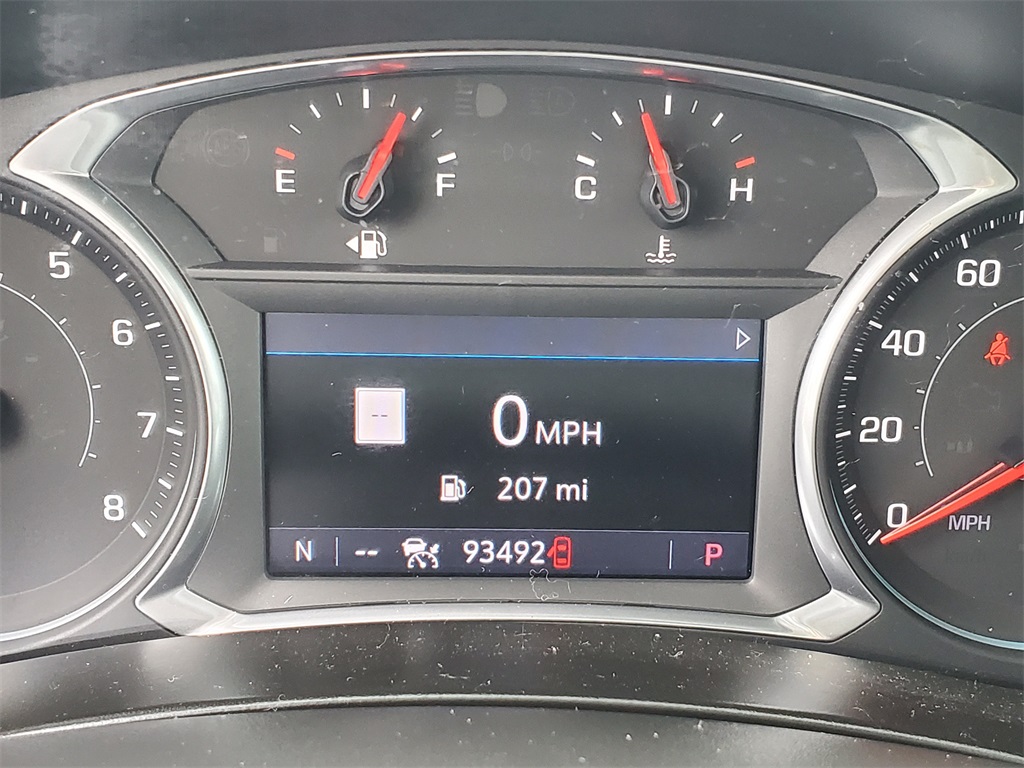 E F C H
5 6 7 8
60 40 20 0 MPH
--
0 MPH
207 mi
N -- 93492 P